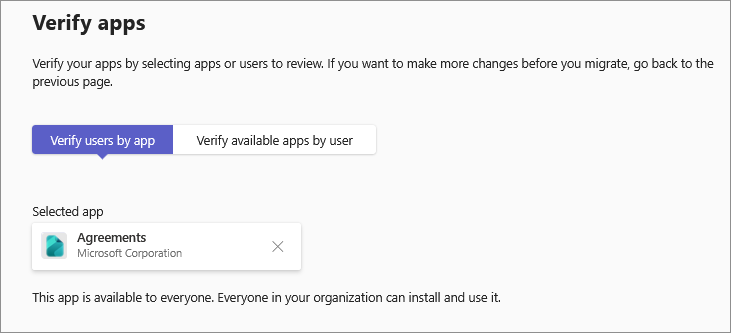 Verify apps
Verify your apps by selecting apps or users to review. If you want to make more changes before you migrate, go back to the
previous page.
Verify users by app
Verify available apps by user
Selected app
Agreements
Microsoft Corporation
This app is available to everyone. Everyone in your organization can install and use it.